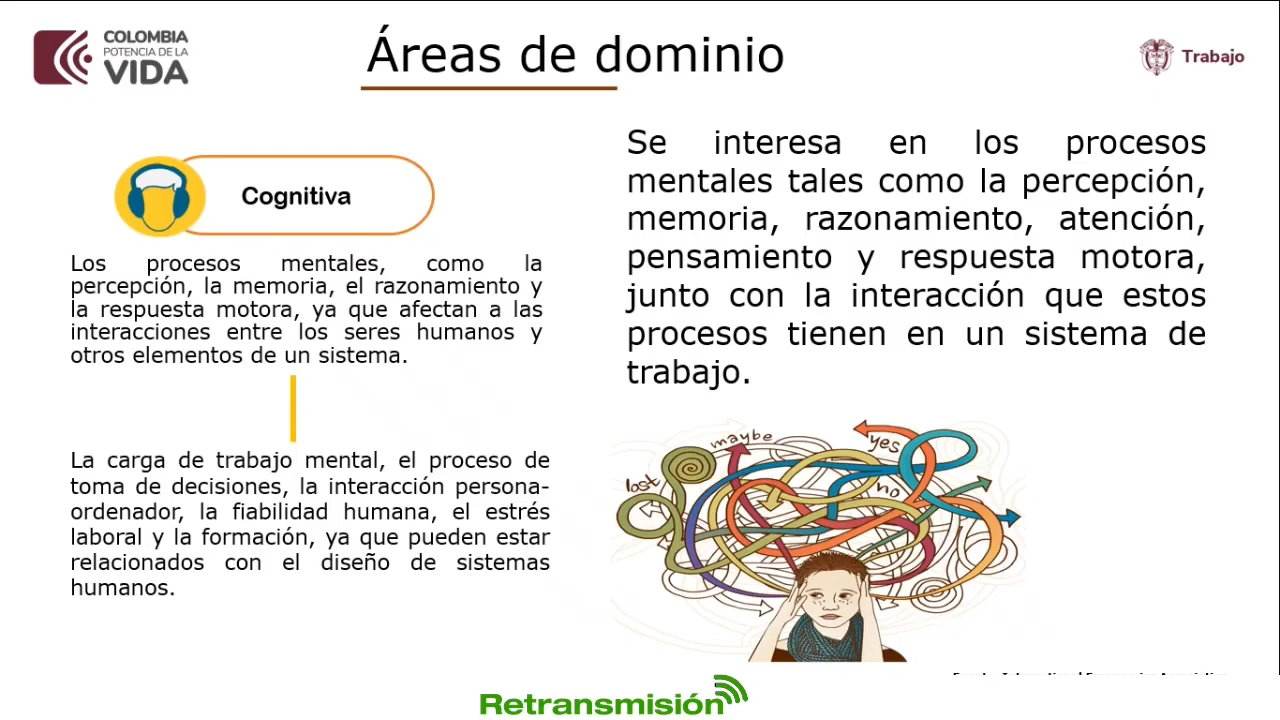 COLOMBIA
POTENCIA DE LA
VIDA
Áreas de dominio
Trabajo
Cognitiva
Los procesos mentales, como la
percepción, la memoria, el razonamiento y
la respuesta motora, ya que afectan a las
interacciones entre los seres humanos y
otros elementos de un sistema.
La carga de trabajo mental, el proceso de
toma de decisiones, la interacción persona-
ordenador, la fiabilidad humana, el estrés
laboral y la formación, ya que pueden estar
relacionados con el diseño de sistemas
humanos.
Se interesa en los procesos
mentales tales como la percepción,
memoria, razonamiento, atención,
pensamiento y respuesta motora,
junto con la interacción que estos
procesos tienen en un sistema de
trabajo.
maybe
yes
lost
no
Retransmisión